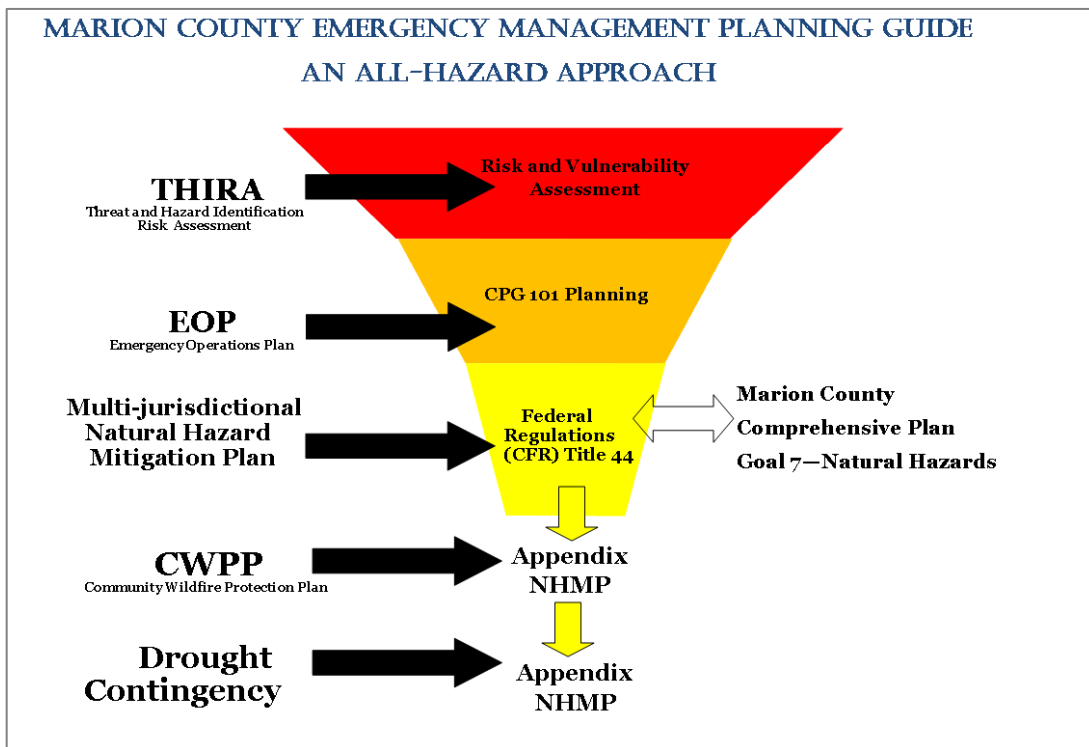 MARION COUNTY EMERGENCY MANAGEMENT PLANNING GUIDE
AN ALL-HAZARD APPROACH
THIRA
Threat and Hazard Identification
Risk Assessment
Risk and Vulnerability
Assessment
EOP
Emergency Operations Plan
CPG 101 Planning
Multi-jurisdictional
Natural Hazard
Mitigation Plan
Federal
Regulations
(CFR) Title 44
Marion County
Comprehensive Plan
Goal 7—Natural Hazards
CWPP
Community Wildfire Protection Plan
Appendix
NHMP
Drought
Contingency
Appendix
NHMP